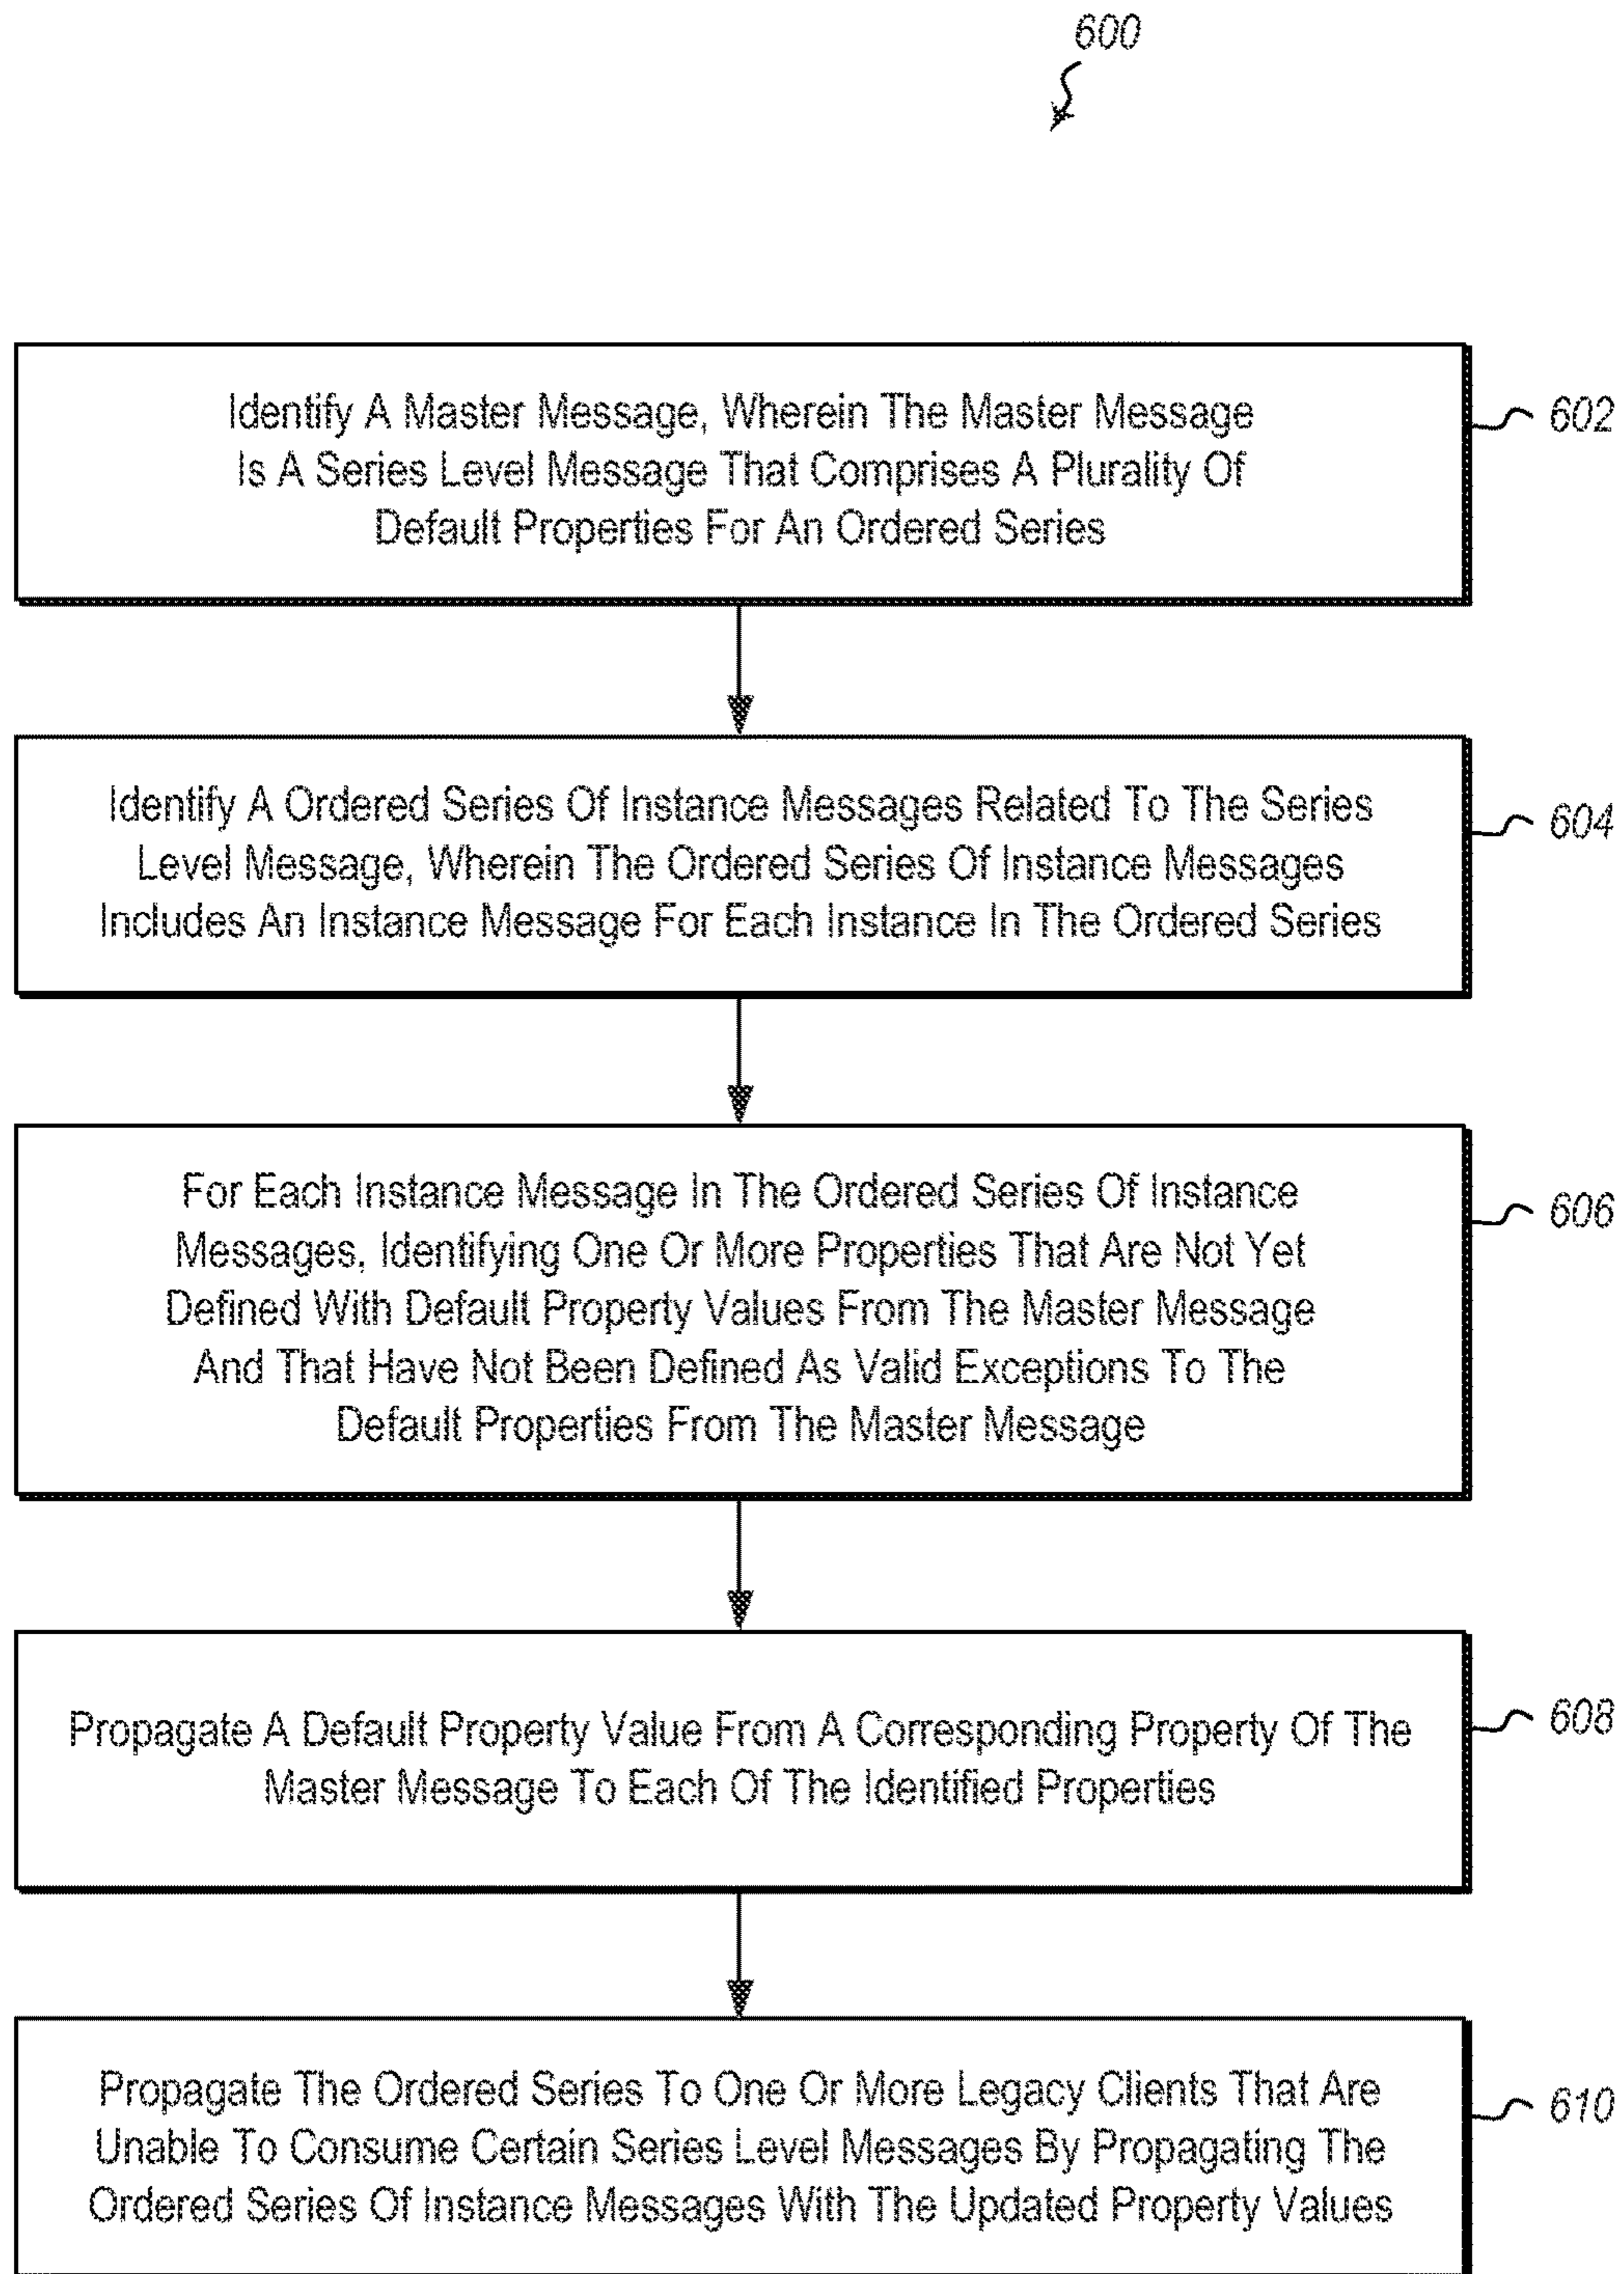 600
Identify A Master Message, Wherein The Master Message
Is A Series Level Message That Comprises A Plurality Of
Default Properties For An Ordered Series
602
Identify A Ordered Series Of Instance Messages Related To The Series
Level Message, Wherein The Ordered Series Of Instance Messages
Includes An Instance Message For Each Instance In The Ordered Series
604
For Each Instance Message In The Ordered Series Of Instance
Messages, Identifying One Or More Properties That Are Not Yet
Defined With Default Property Values From The Master Message
And That Have Not Been Defined As Valid Exceptions To The
Default Properties From The Master Message
606
Propagate A Default Property Value From A Corresponding Property Of The
Master Message To Each Of The Identified Properties
608
Propagate The Ordered Series To One Or More Legacy Clients That Are
Unable To Consume Certain Series Level Messages By Propagating The
Ordered Series Of Instance Messages With The Updated Property Values
610